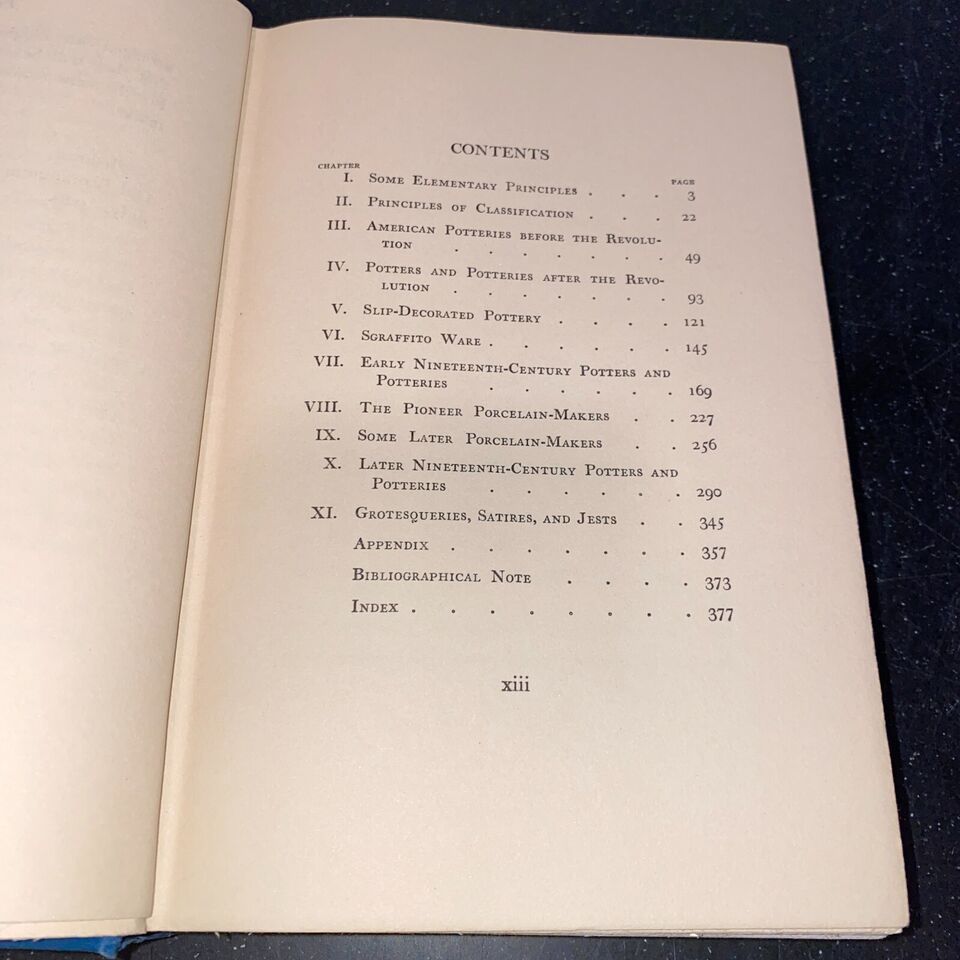 CONTENTS
CHAPTER PAGE
I. Some Elementary Principles . . . 3
II. Principles of Classification . . . 22
III. American Potteries before the Revolu-
tion . . . . . . . 49
IV. Potters and Potteries after the Revo-
lution . . . . . . . 93
V. Slip-Decorated Pottery . . . . 121
VI. Sgraffito Ware . . . . . . 145
VII. Early Nineteenth-Century Potters and
Potteries . . . . . . 169
VIII. The Pioneer Porcelain-Makers . . 227
IX. Some Later Porcelain-Makers . . 256
X. Later Nineteenth-Century Potters and
Potteries . . . . . . 290
XI. Grotesqueries, Satires, and Jests . . 345
Appendix . . . . . . . 357
Bibliographical Note . . . . 373
Index . . . . . . . . 377
xiii